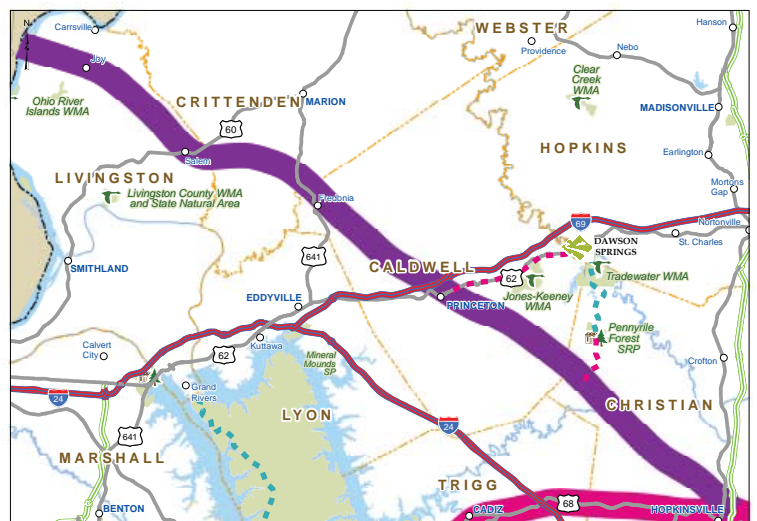 Carrsville
N
WEBSTER
Providence
Hanson
Nebo
Joy
Ohio River
Islands WMA
CRITTENDEN
MARION
Clear
Creek
WMA
MADISONVILLE
60
HOPKINS
Earlington
Salem
LIVINGSTON
Livingston County WMA
and State Natural Area
Mortons
Gap
Fredonia
69
Nortonville
St. Charles
DAWSON
SPRINGS
641
SMITHLAND
CALDWELL
62
Tradewater WMA
EDDYVILLE
PRINCETON
Jones-Keeney
WMA
Calvert
City
Kuttawa
62
Mineral
Mounds
SP
Pennyrile
Forest
SRP
Crofton
24
Grand
Rivers
LYON
CHRISTIAN
24
641
MARSHALL
TRIGG
68
BENTON
CADIZ
HOPKINSVILLE